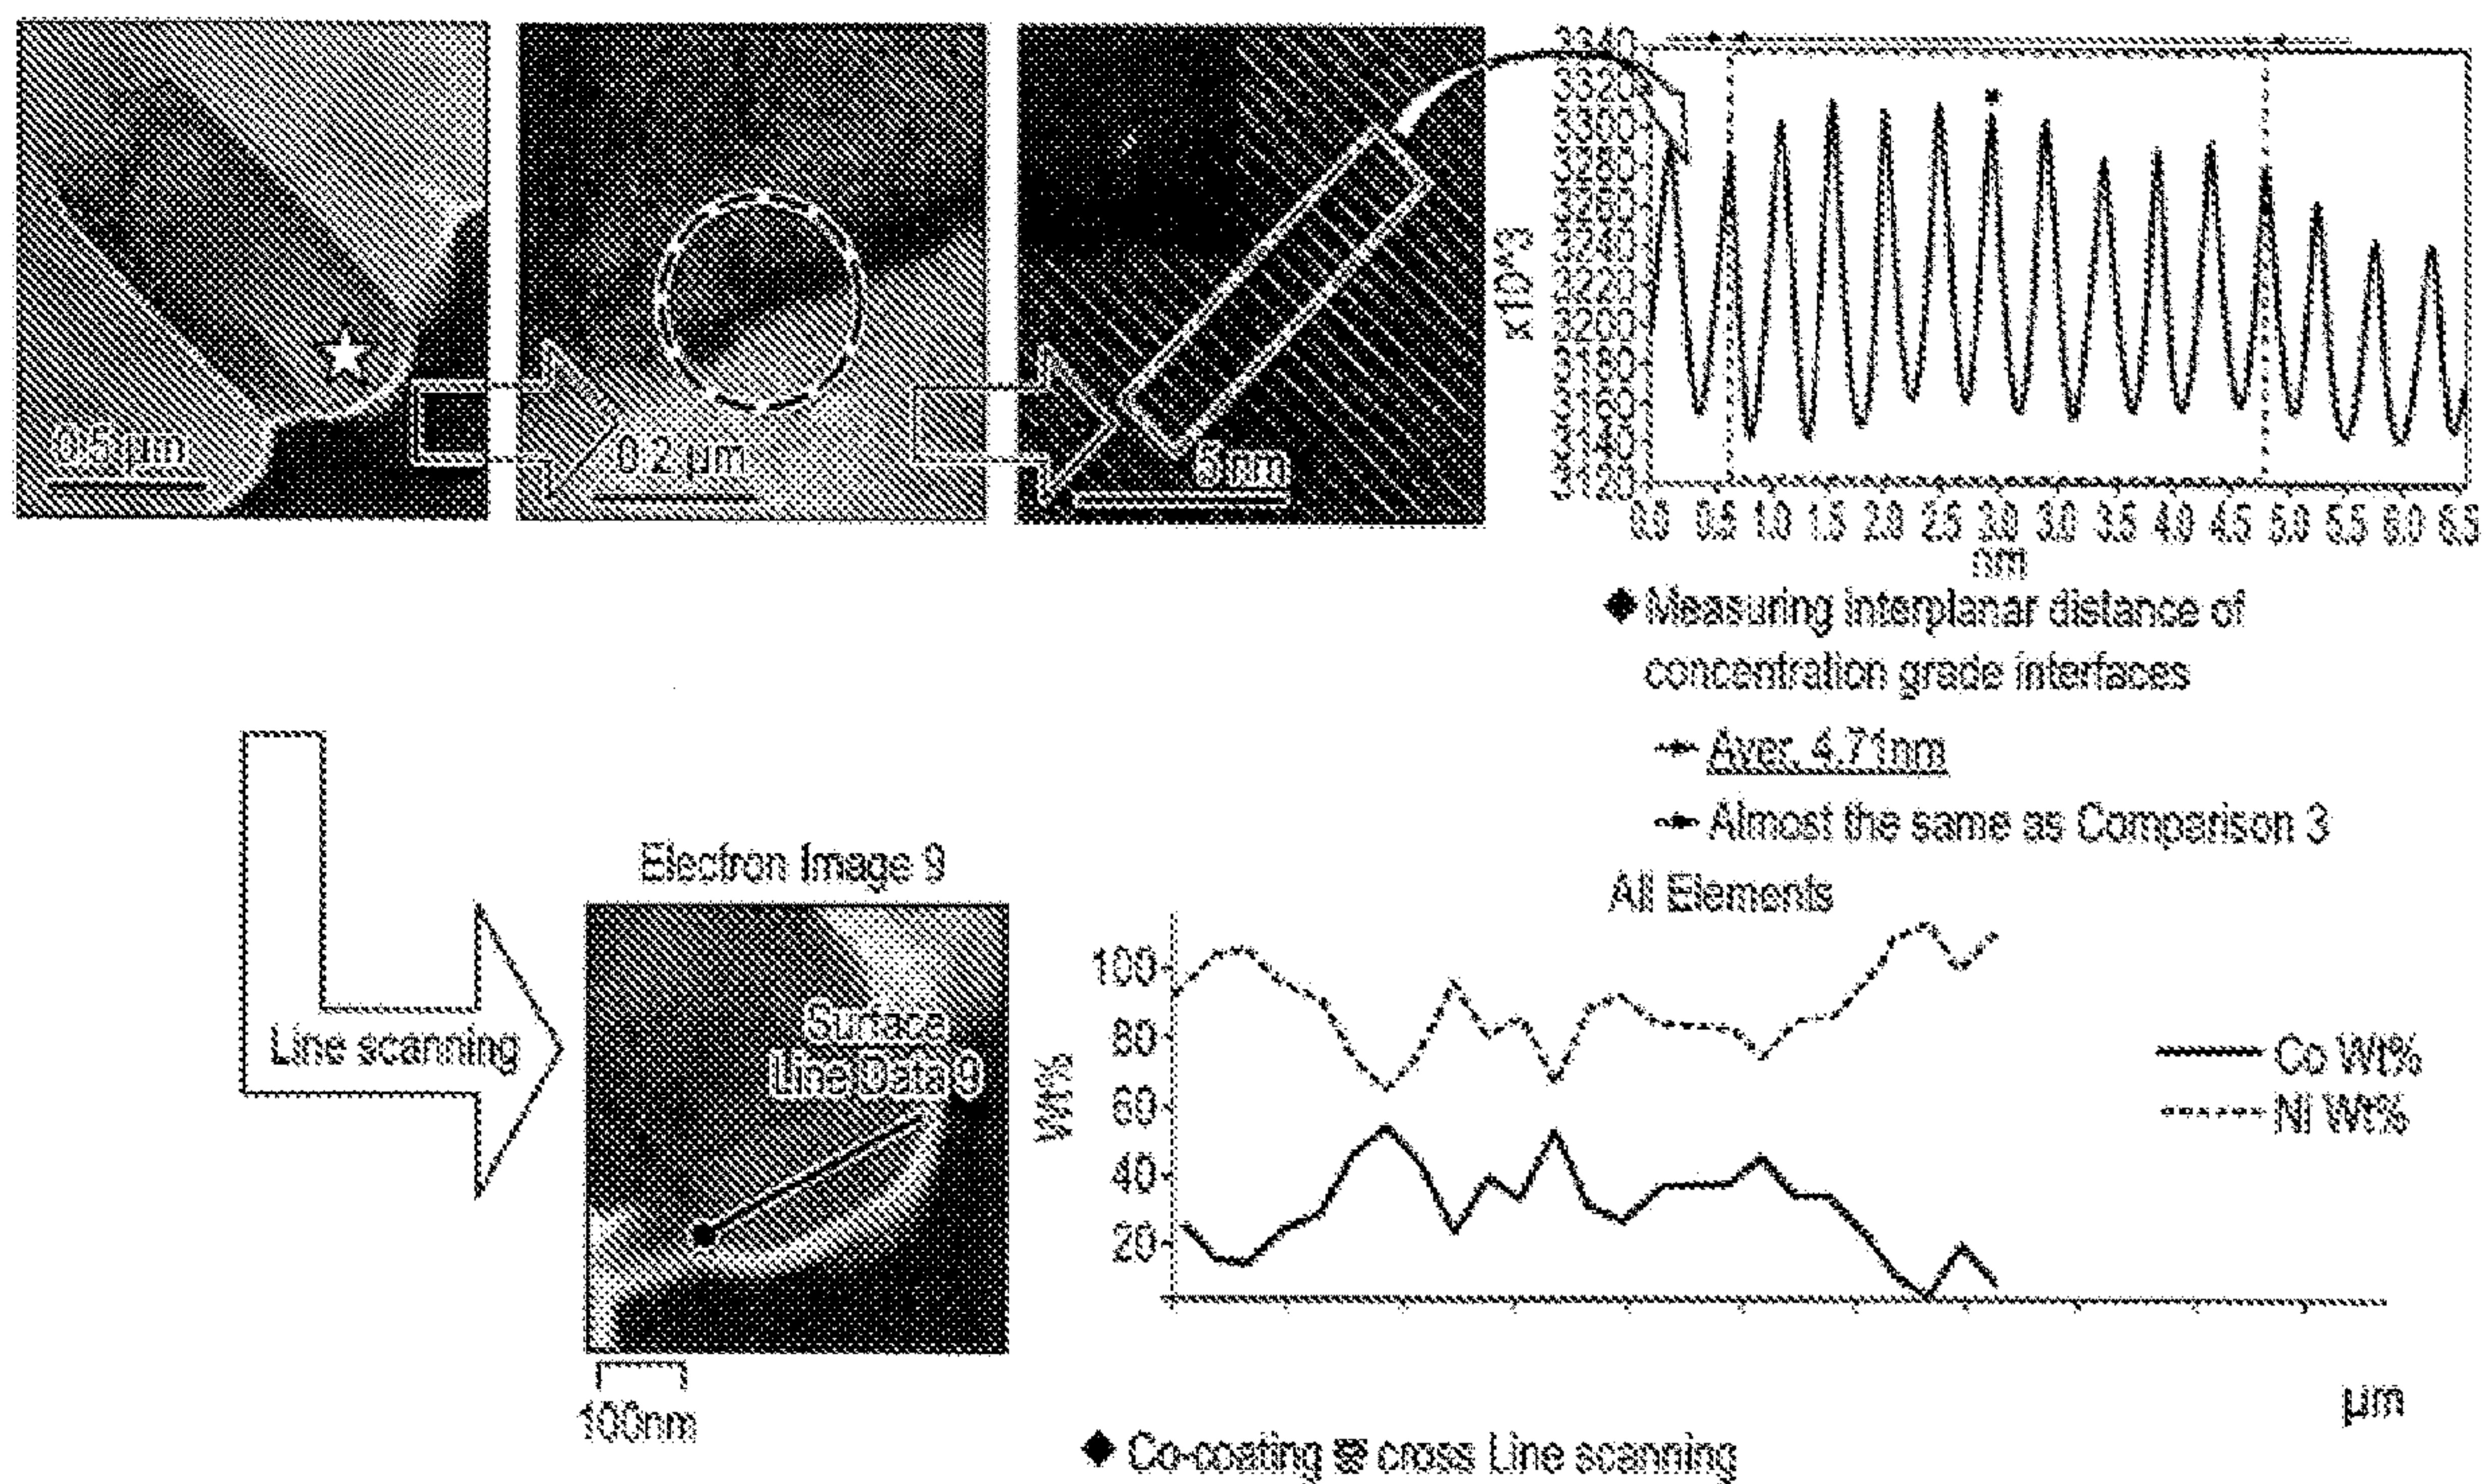 0.5 μm
0.2 μm
5 nm
x10^3
0.0 0.5 1.0 1.5 2.0 2.5 3.0 3.0 3.5 4.0 4.5 5.0 5.5 6.0 6.5
nm
◆ Measuring interplanar distance of
concentration grade interfaces
Aver. 4.71nm
Almost the same as Comparison 3
Line scanning
Electron Image 9
Surface
Line Data 9
100nm
All Elements
Wt%
100
80
60
40
20
Co Wt%
Ni Wt%
μm
◆ Co-coating cross Line scanning